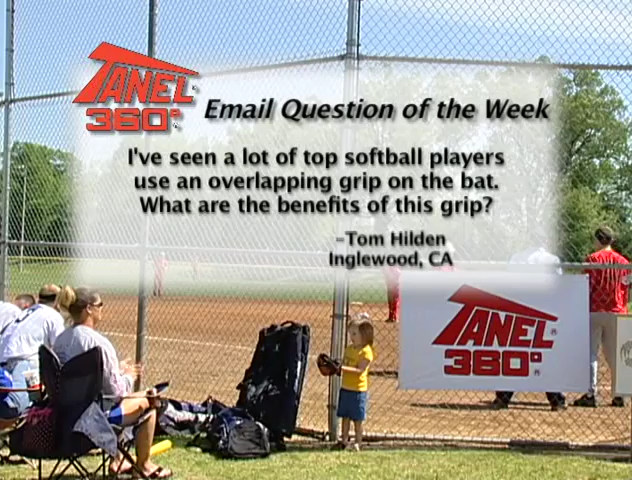 TANEL
360°
Email Question of the Week
I've seen a lot of top softball players
use an overlapping grip on the bat.
What are the benefits of this grip?
-Tom Hilden
Inglewood, CA
TANEL®
360°®